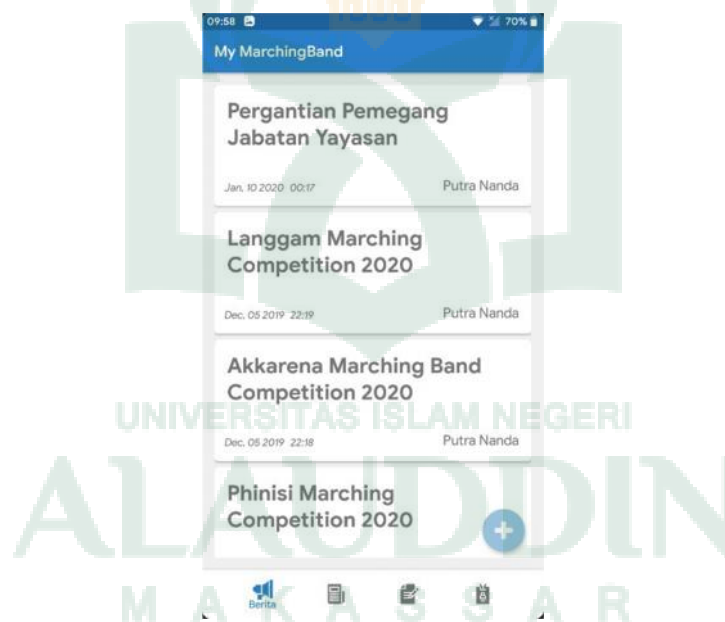 09:58
70%
My MarchingBand
Pergantian Pemegang
Jabatan Yayasan
Jan. 10 2020 00:17
Putra Nanda
Langgam Marching
Competition 2020
Dec. 05 2019 22:19
Putra Nanda
Akkarena Marching Band
Competition 2020
UNIVERSITAS ISLAM NEGERI
Dec. 05 2019 22:18
Putra Nanda
Phinisi Marching
Competition 2020
+
ALAUDDIN
Berita
MAKASSAR